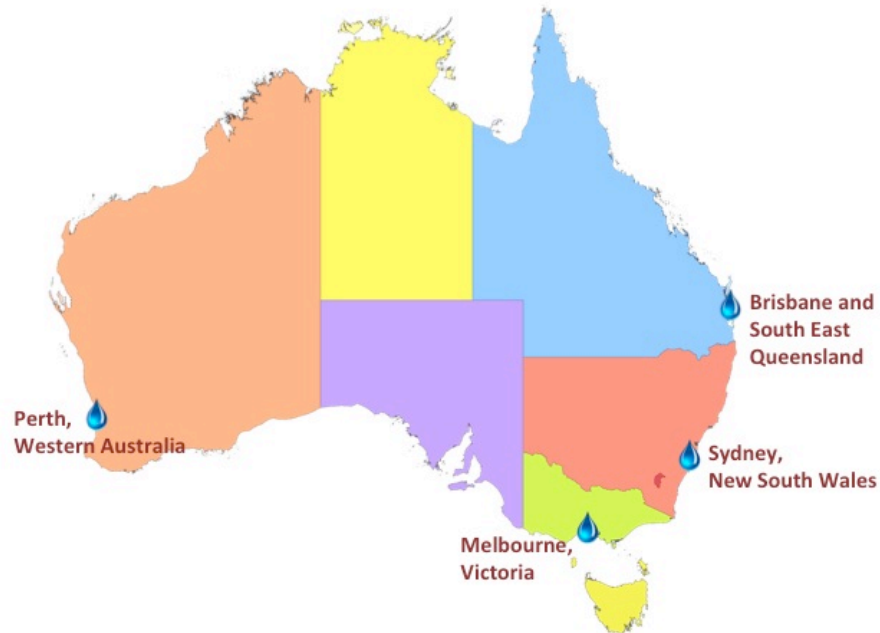 Brisbane and
South East
Queensland
Perth,
Western Australia
Sydney,
New South Wales
Melbourne,
Victoria